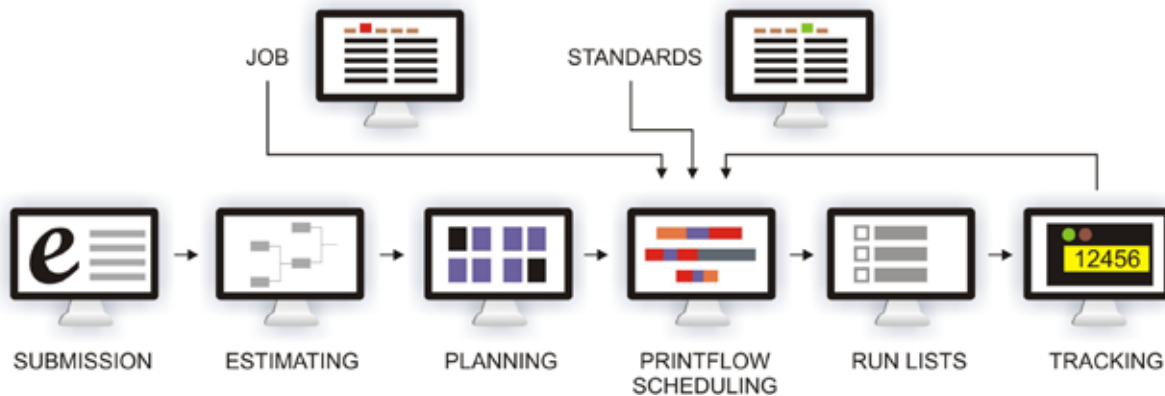 JOB
STANDARDS
e
12456
SUBMISSION
ESTIMATING
PLANNING
PRINTFLOW
SCHEDULING
RUN LISTS
TRACKING